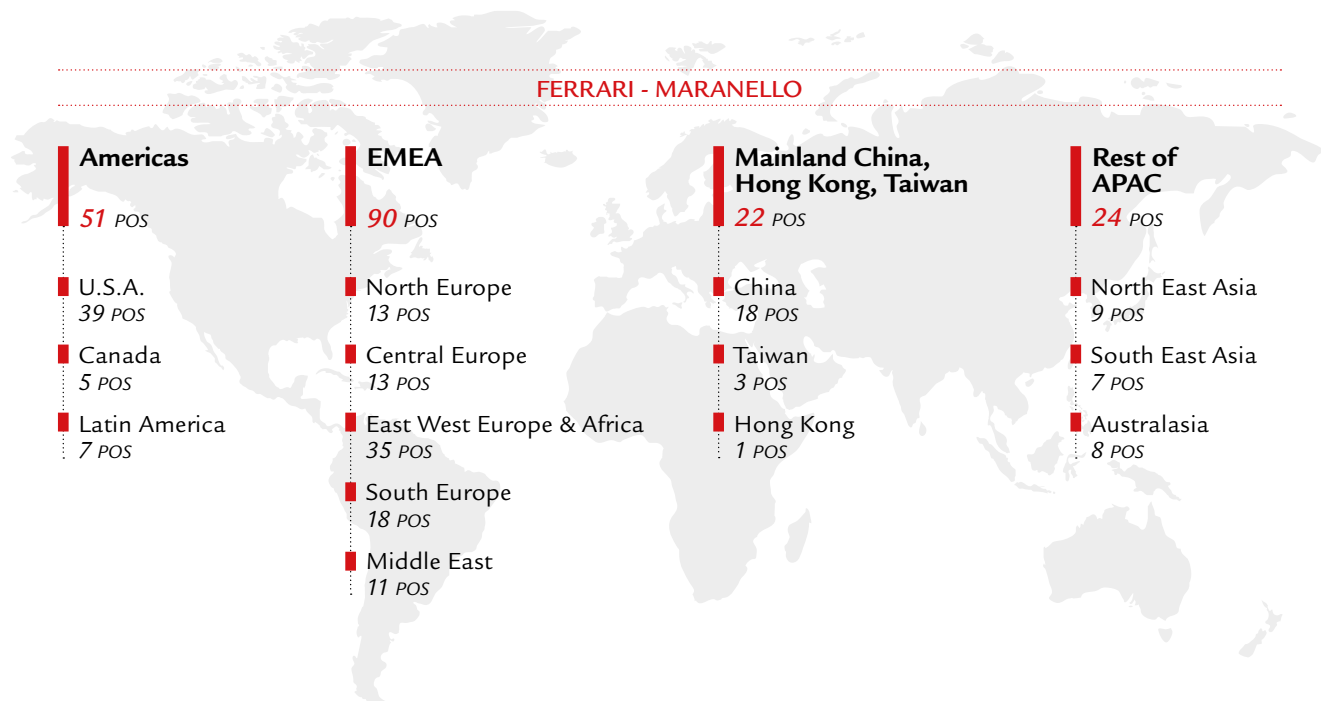 FERRARI - MARANELLO
Americas
51 POS
U.S.A.
39 POS
Canada
5 POS
Latin America
7 POS
EMEA
90 POS
North Europe
13 POS
Central Europe
13 POS
East West Europe & Africa
35 POS
South Europe
18 POS
Middle East
11 POS
Mainland China,
Hong Kong, Taiwan
22 POS
China
18 POS
Taiwan
3 POS
Hong Kong
1 POS
Rest of
APAC
24 POS
North East Asia
9 POS
South East Asia
7 POS
Australasia
8 POS